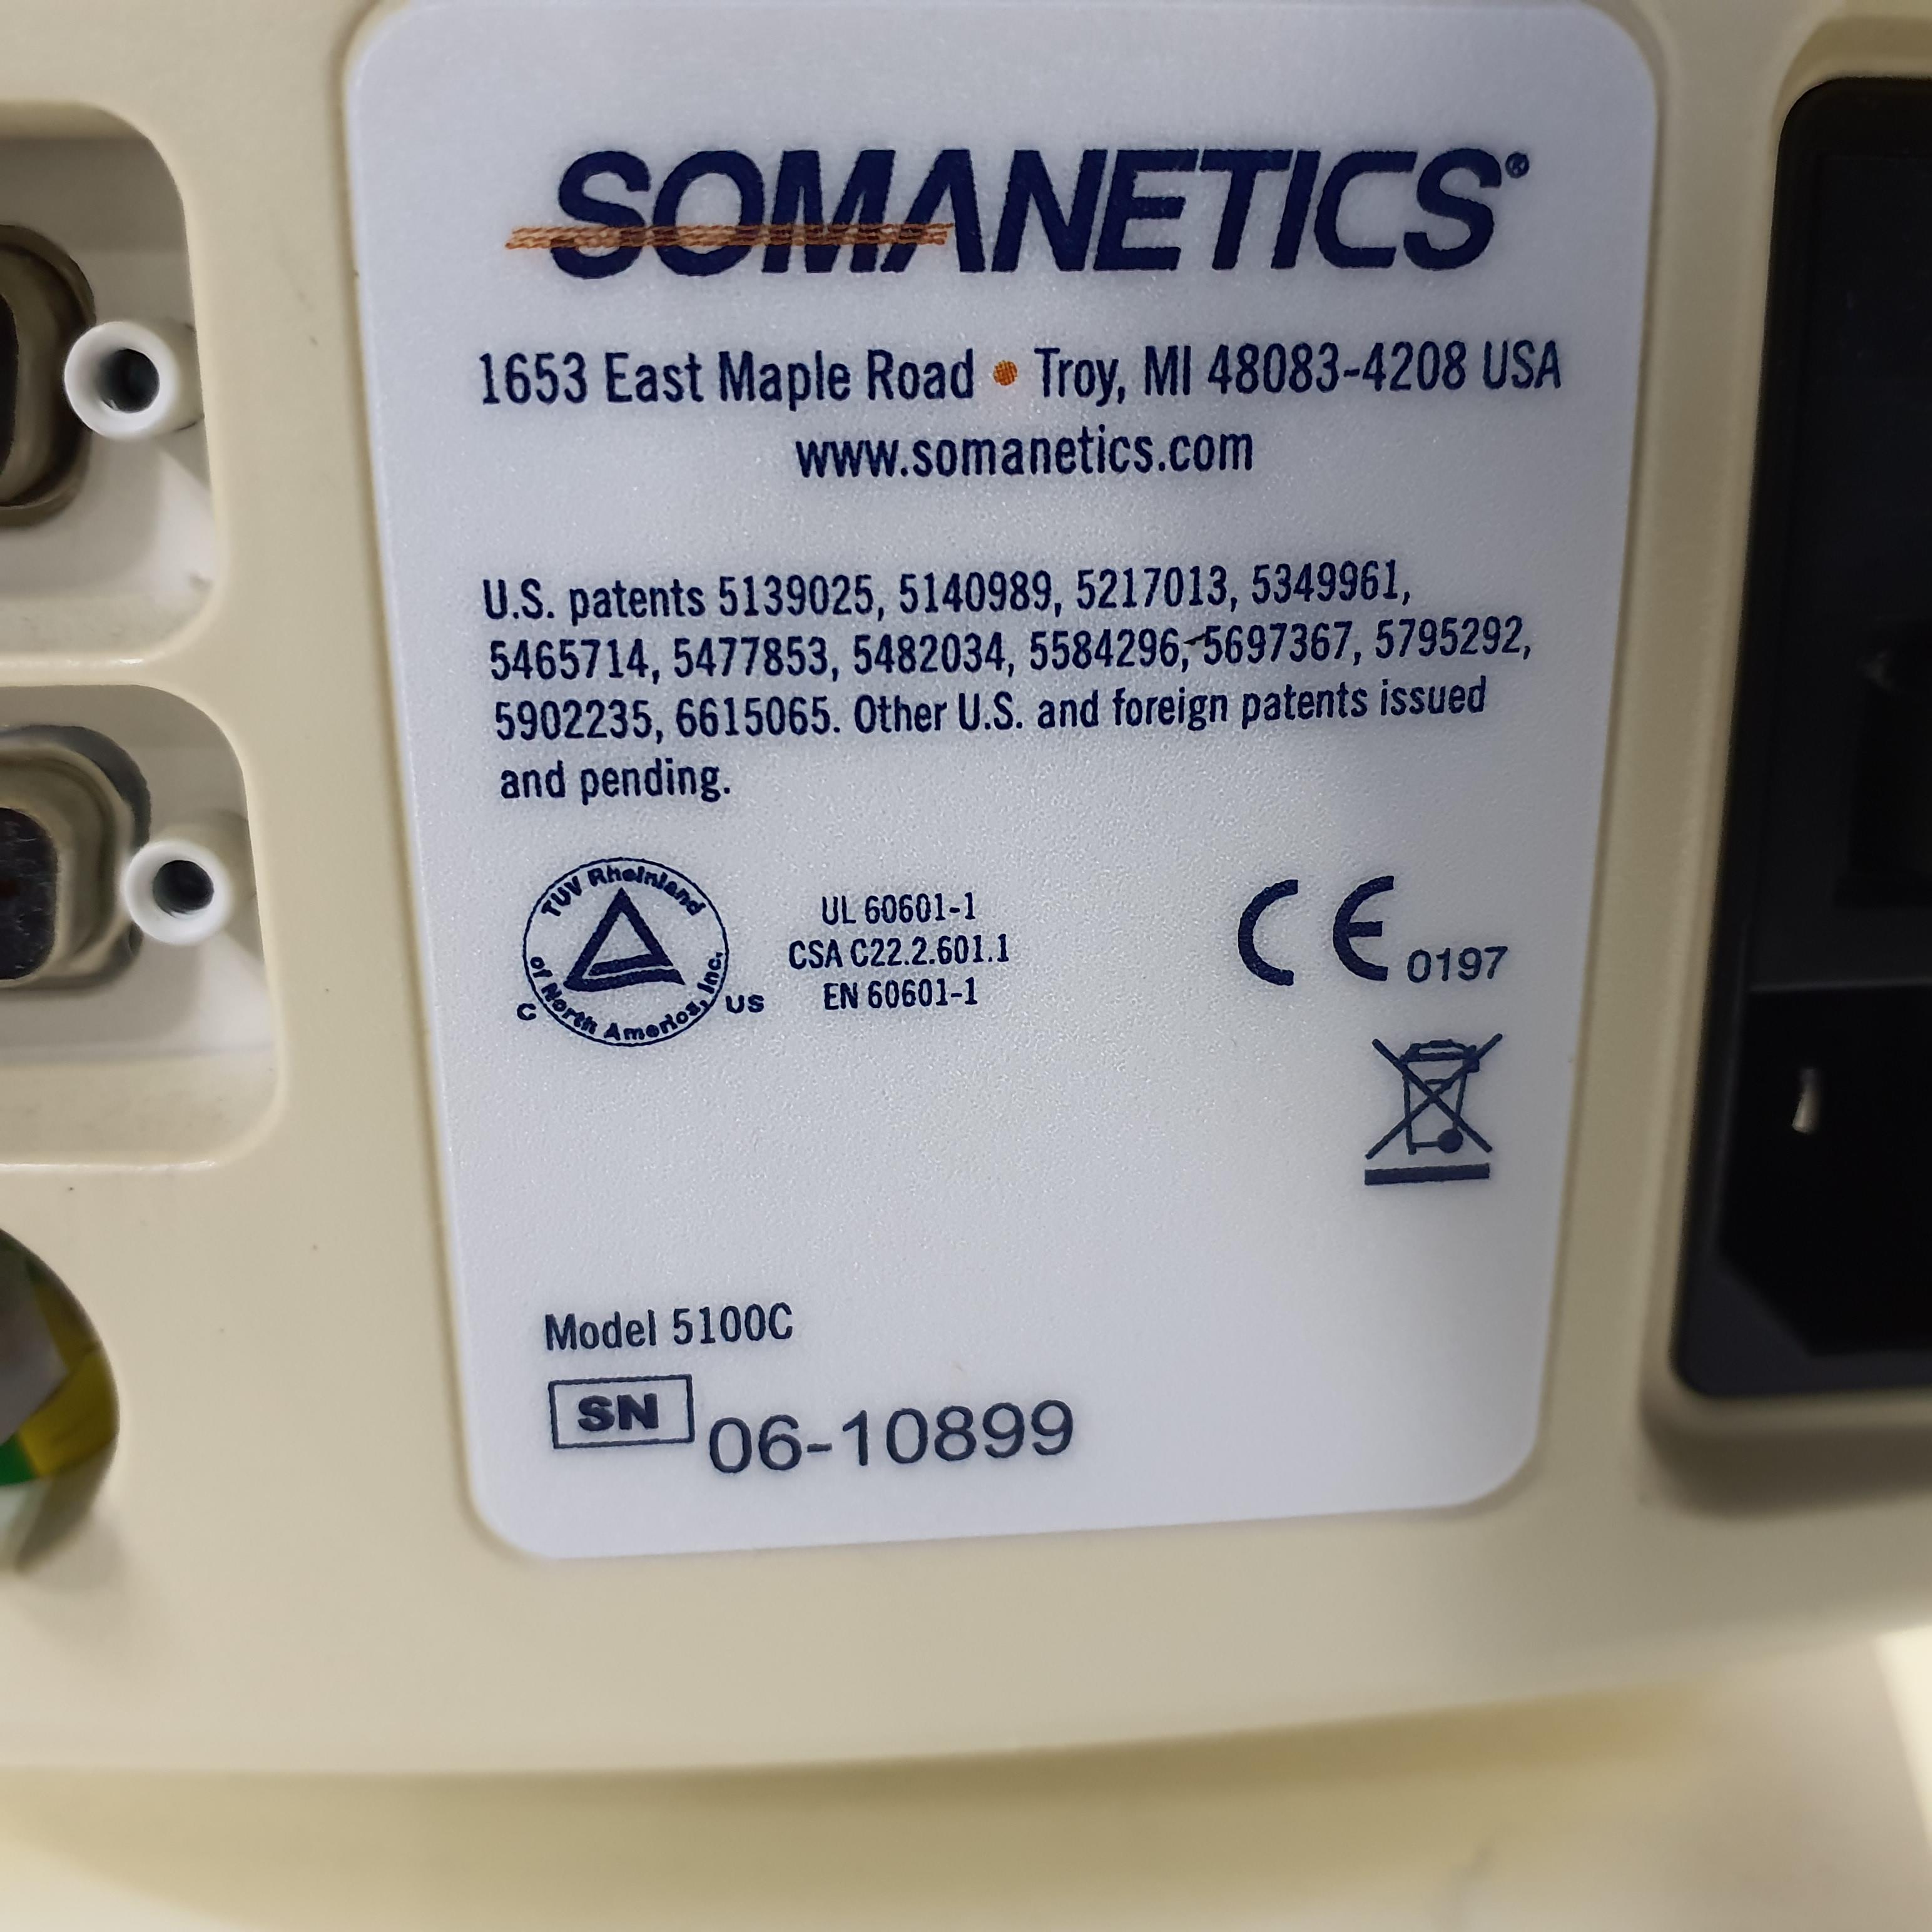 SOMANETICS®
1653 East Maple Road • Troy, MI 48083-4208 USA
www.somanetics.com
U.S. patents 5139025, 5140989, 5217013, 5349961,
5465714, 5477853, 5482034, 5584296, 5697367, 5795292,
5902235, 6615065. Other U.S. and foreign patents issued
and pending.
TUV Rheinland
of North America, Inc.
C US
UL 60601-1
CSA C22.2.601.1
EN 60601-1
CE 0197
Model 5100C
SN 06-10899